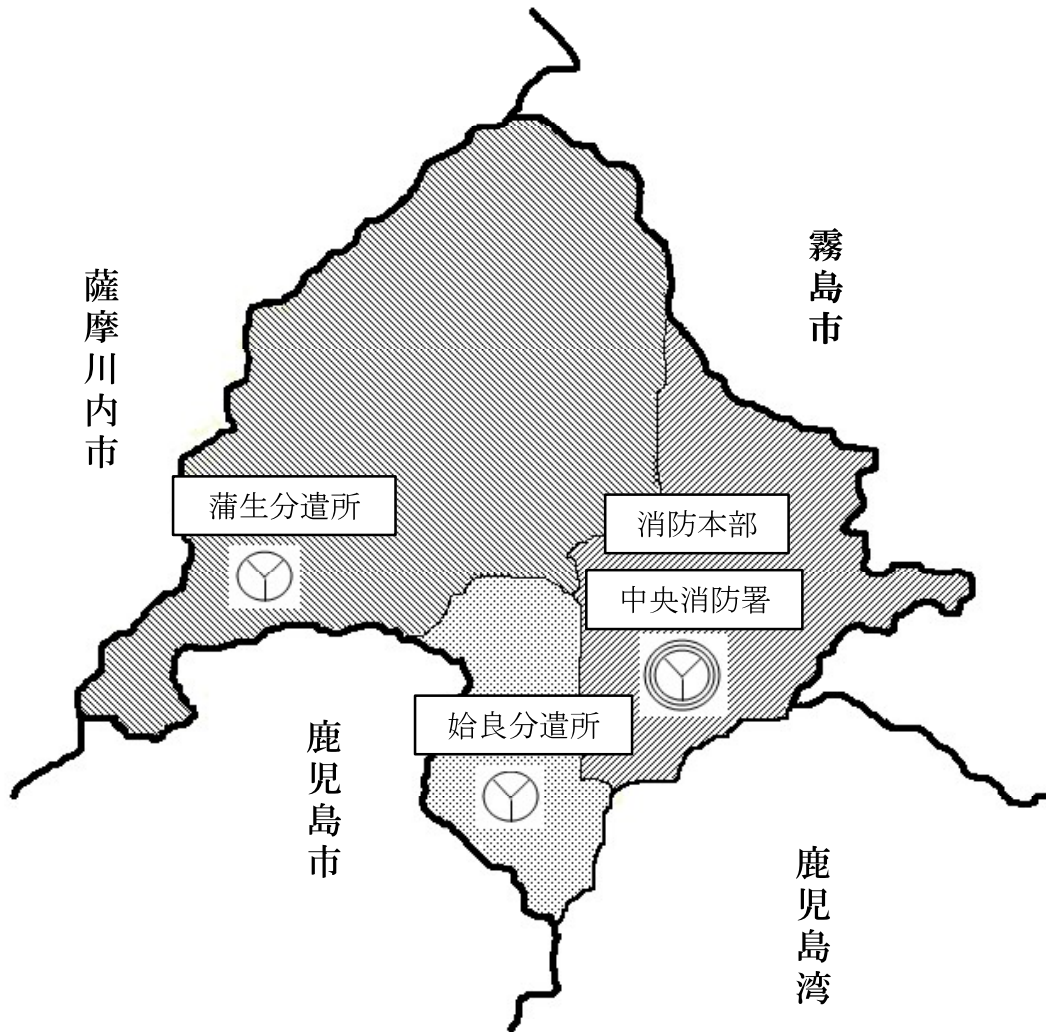 霧島市
薩摩川内市
蒲生分遣所
消防本部
中央消防署
姶良分遣所
鹿児島市
鹿児島湾